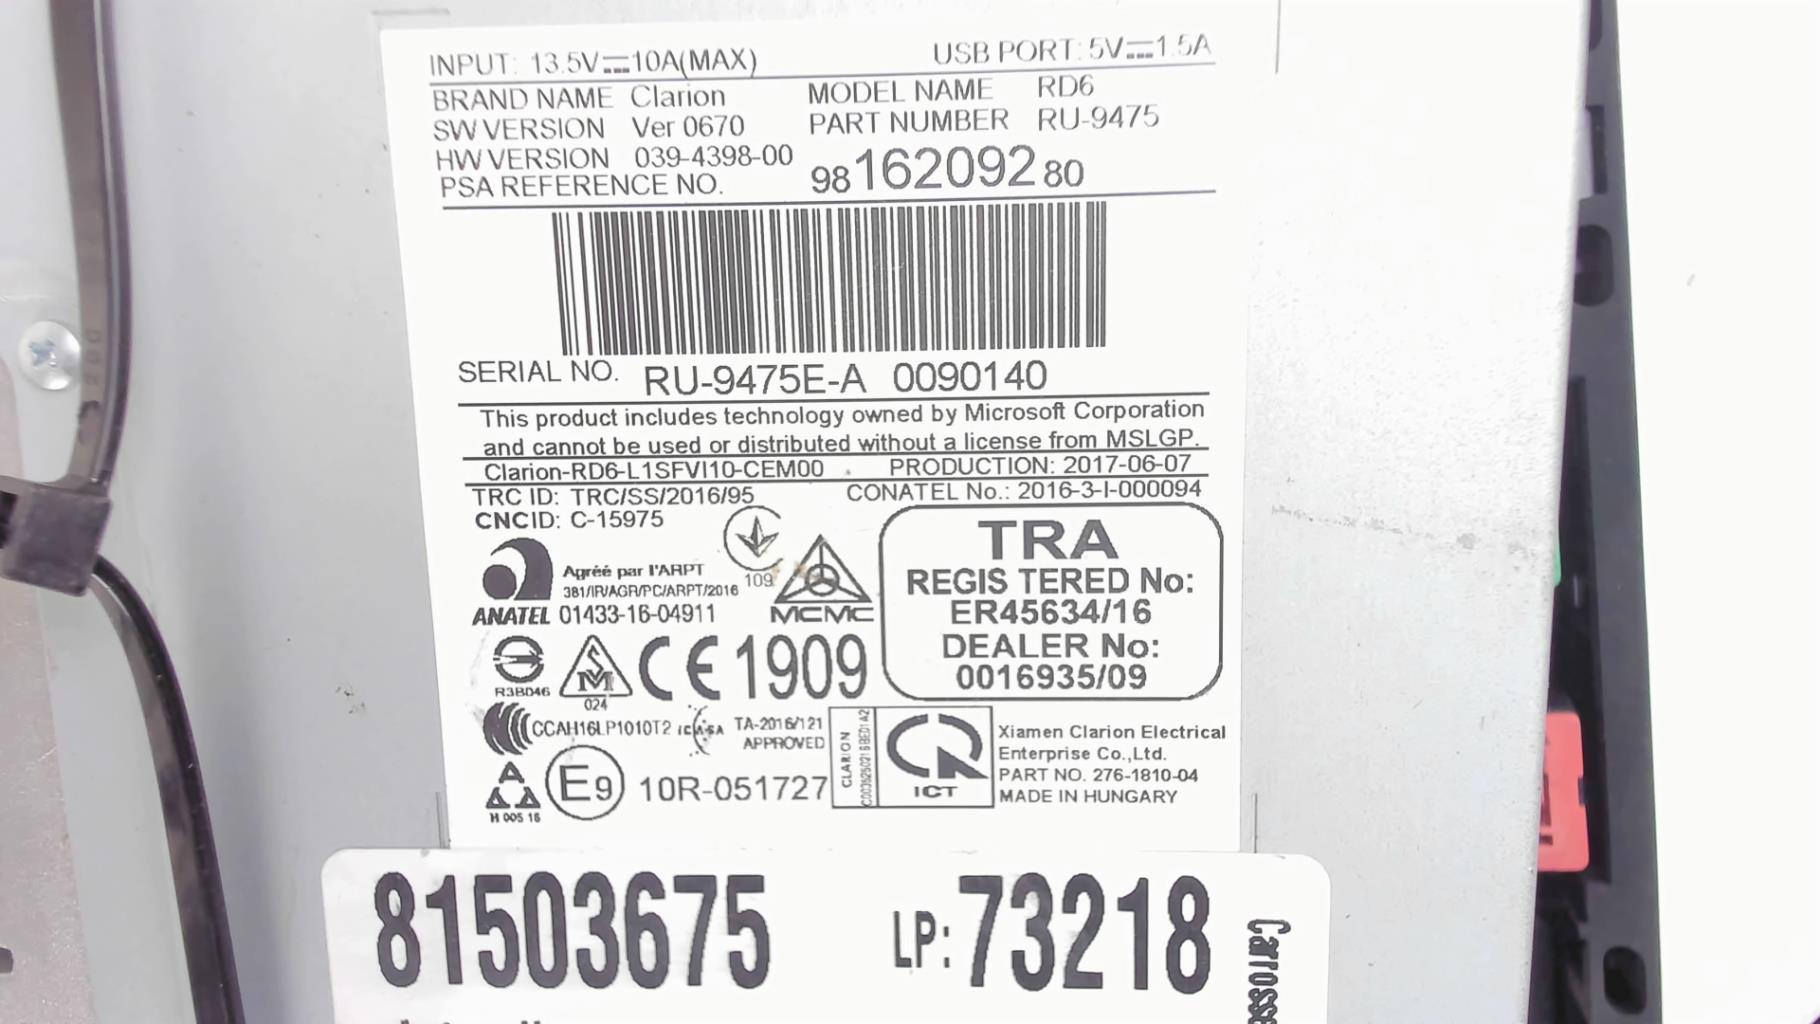 INPUT: 13.5V⎓10A(MAX) USB PORT: 5V⎓1.5A
BRAND NAME Clarion MODEL NAME RD6
SW VERSION Ver 0670 PART NUMBER RU-9475
HW VERSION 039-4398-00
PSA REFERENCE NO. 98 162092 80
SERIAL NO. RU-9475E-A 0090140
This product includes technology owned by Microsoft Corporation
and cannot be used or distributed without a license from MSLGP.
Clarion-RD6-L1SFVI10-CEM00 PRODUCTION: 2017-06-07
TRC ID: TRC/SS/2016/95 CONATEL No.: 2016-3-I-000094
CNCID: C-15975
109
Agréé par l'ARPT
381/IR/AGR/PC/ARPT/2016
ANATEL 01433-16-04911
MCMC
TRA
REGIS TERED No:
ER45634/16
DEALER No:
0016935/09
R3BD46
SM
024
CE 1909
CCAH16LP1010T2 ICASA TA-2016/121
APPROVED
CLARION
ICT
Xiamen Clarion Electrical
Enterprise Co.,Ltd.
PART NO. 276-1810-04
MADE IN HUNGARY
H 005 16
E9 10R-051727
81503675 LP: 73218